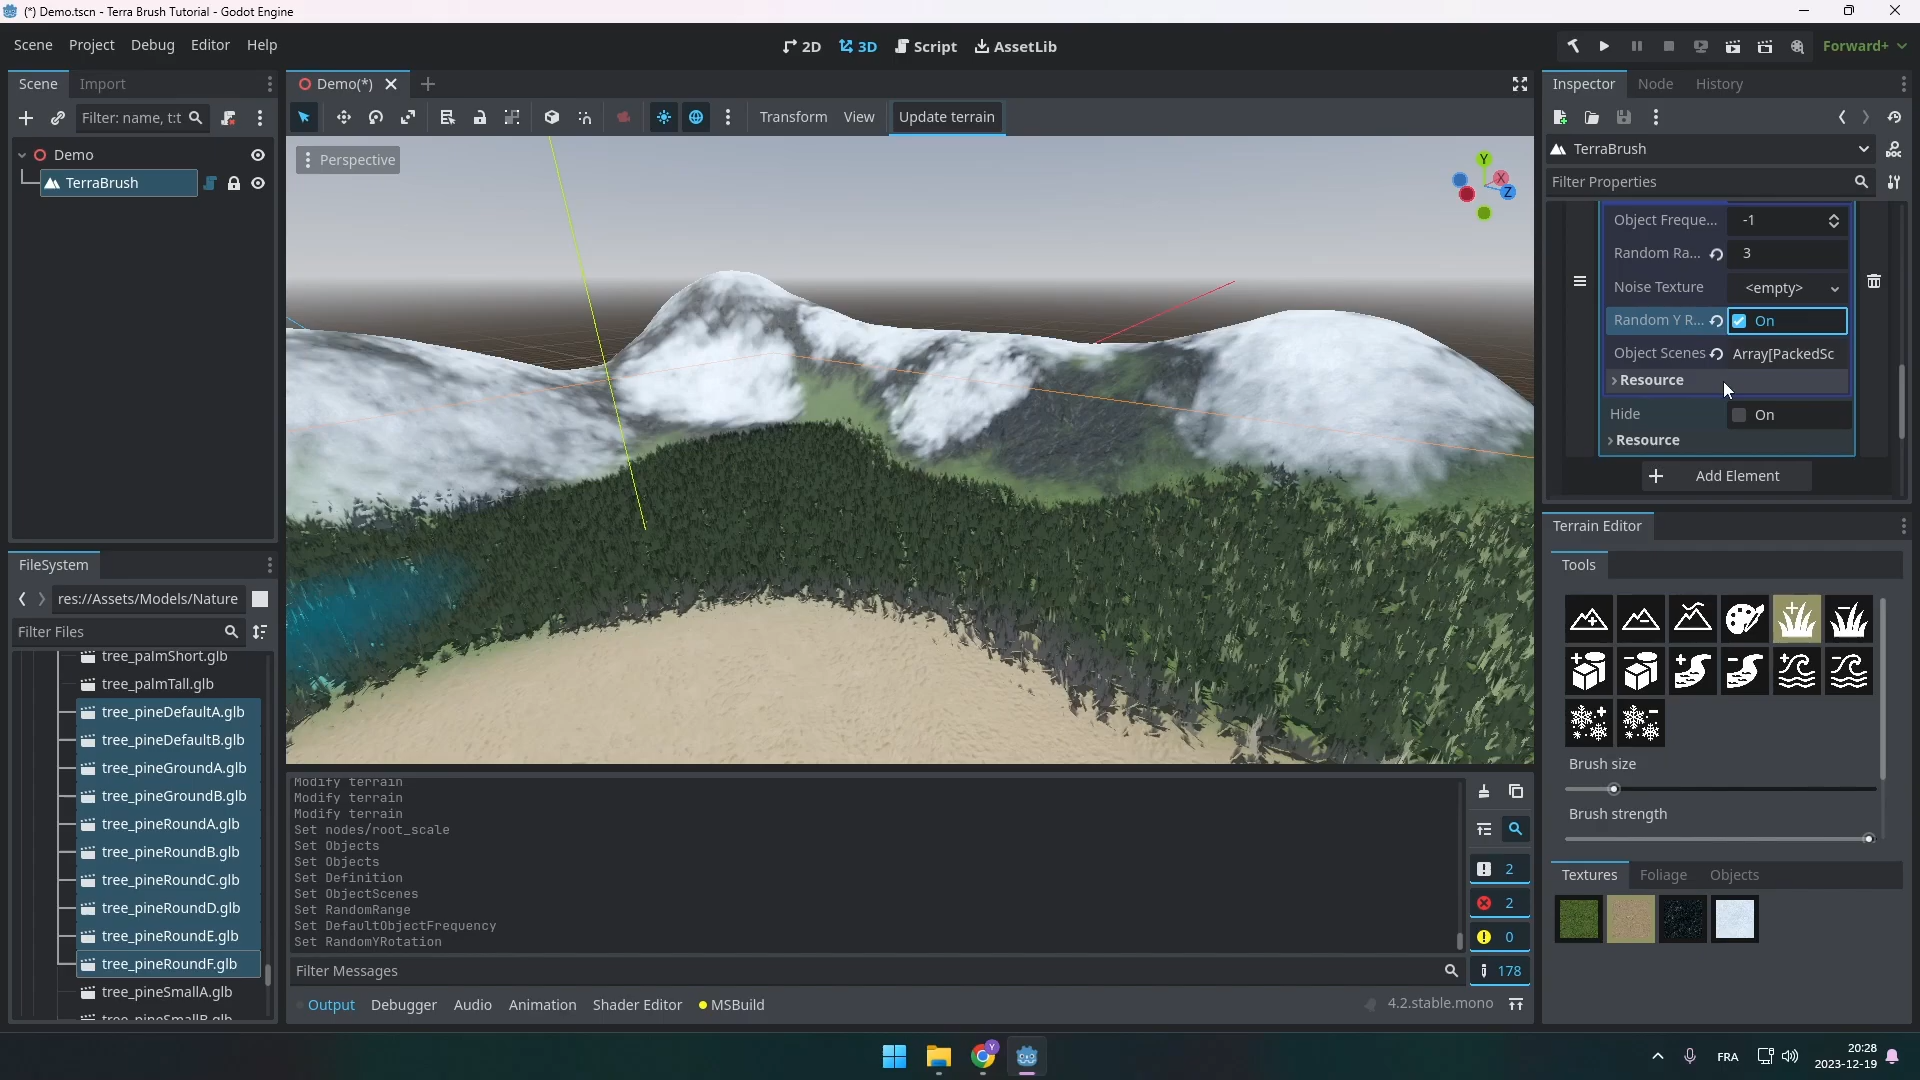 (*) Demo.tscn - Terra Brush Tutorial - Godot Engine
Scene Project Debug Editor Help
2D 3D Script AssetLib
Forward+
Scene Import
Filter: name, t:t
Demo
TerraBrush
Demo(*)
Transform View Update terrain
Perspective
Y
X
Z
Inspector Node History
TerraBrush
Filter Properties
Object Freque... -1
Random Ra... 3
Noise Texture <empty>
Random Y R... On
Object Scenes Array[PackedSc
Resource
Hide On
Resource
Add Element
FileSystem
res://Assets/Models/Nature
Filter Files
tree_palmShort.glb
tree_palmTall.glb
tree_pineDefaultA.glb
tree_pineDefaultB.glb
tree_pineGroundA.glb
tree_pineGroundB.glb
tree_pineRoundA.glb
tree_pineRoundB.glb
tree_pineRoundC.glb
tree_pineRoundD.glb
tree_pineRoundE.glb
tree_pineRoundF.glb
tree_pineSmallA.glb
tree_pineSmallB.glb
Modify terrain
Modify terrain
Modify terrain
Set nodes/root_scale
Set Objects
Set Objects
Set Definition
Set ObjectScenes
Set RandomRange
Set DefaultObjectFrequency
Set RandomYRotation
2
2
0
178
Filter Messages
Output Debugger Audio Animation Shader Editor MSBuild
4.2.stable.mono
Terrain Editor
Tools
Brush size
Brush strength
Textures Foliage Objects
FRA
20:28
2023-12-19